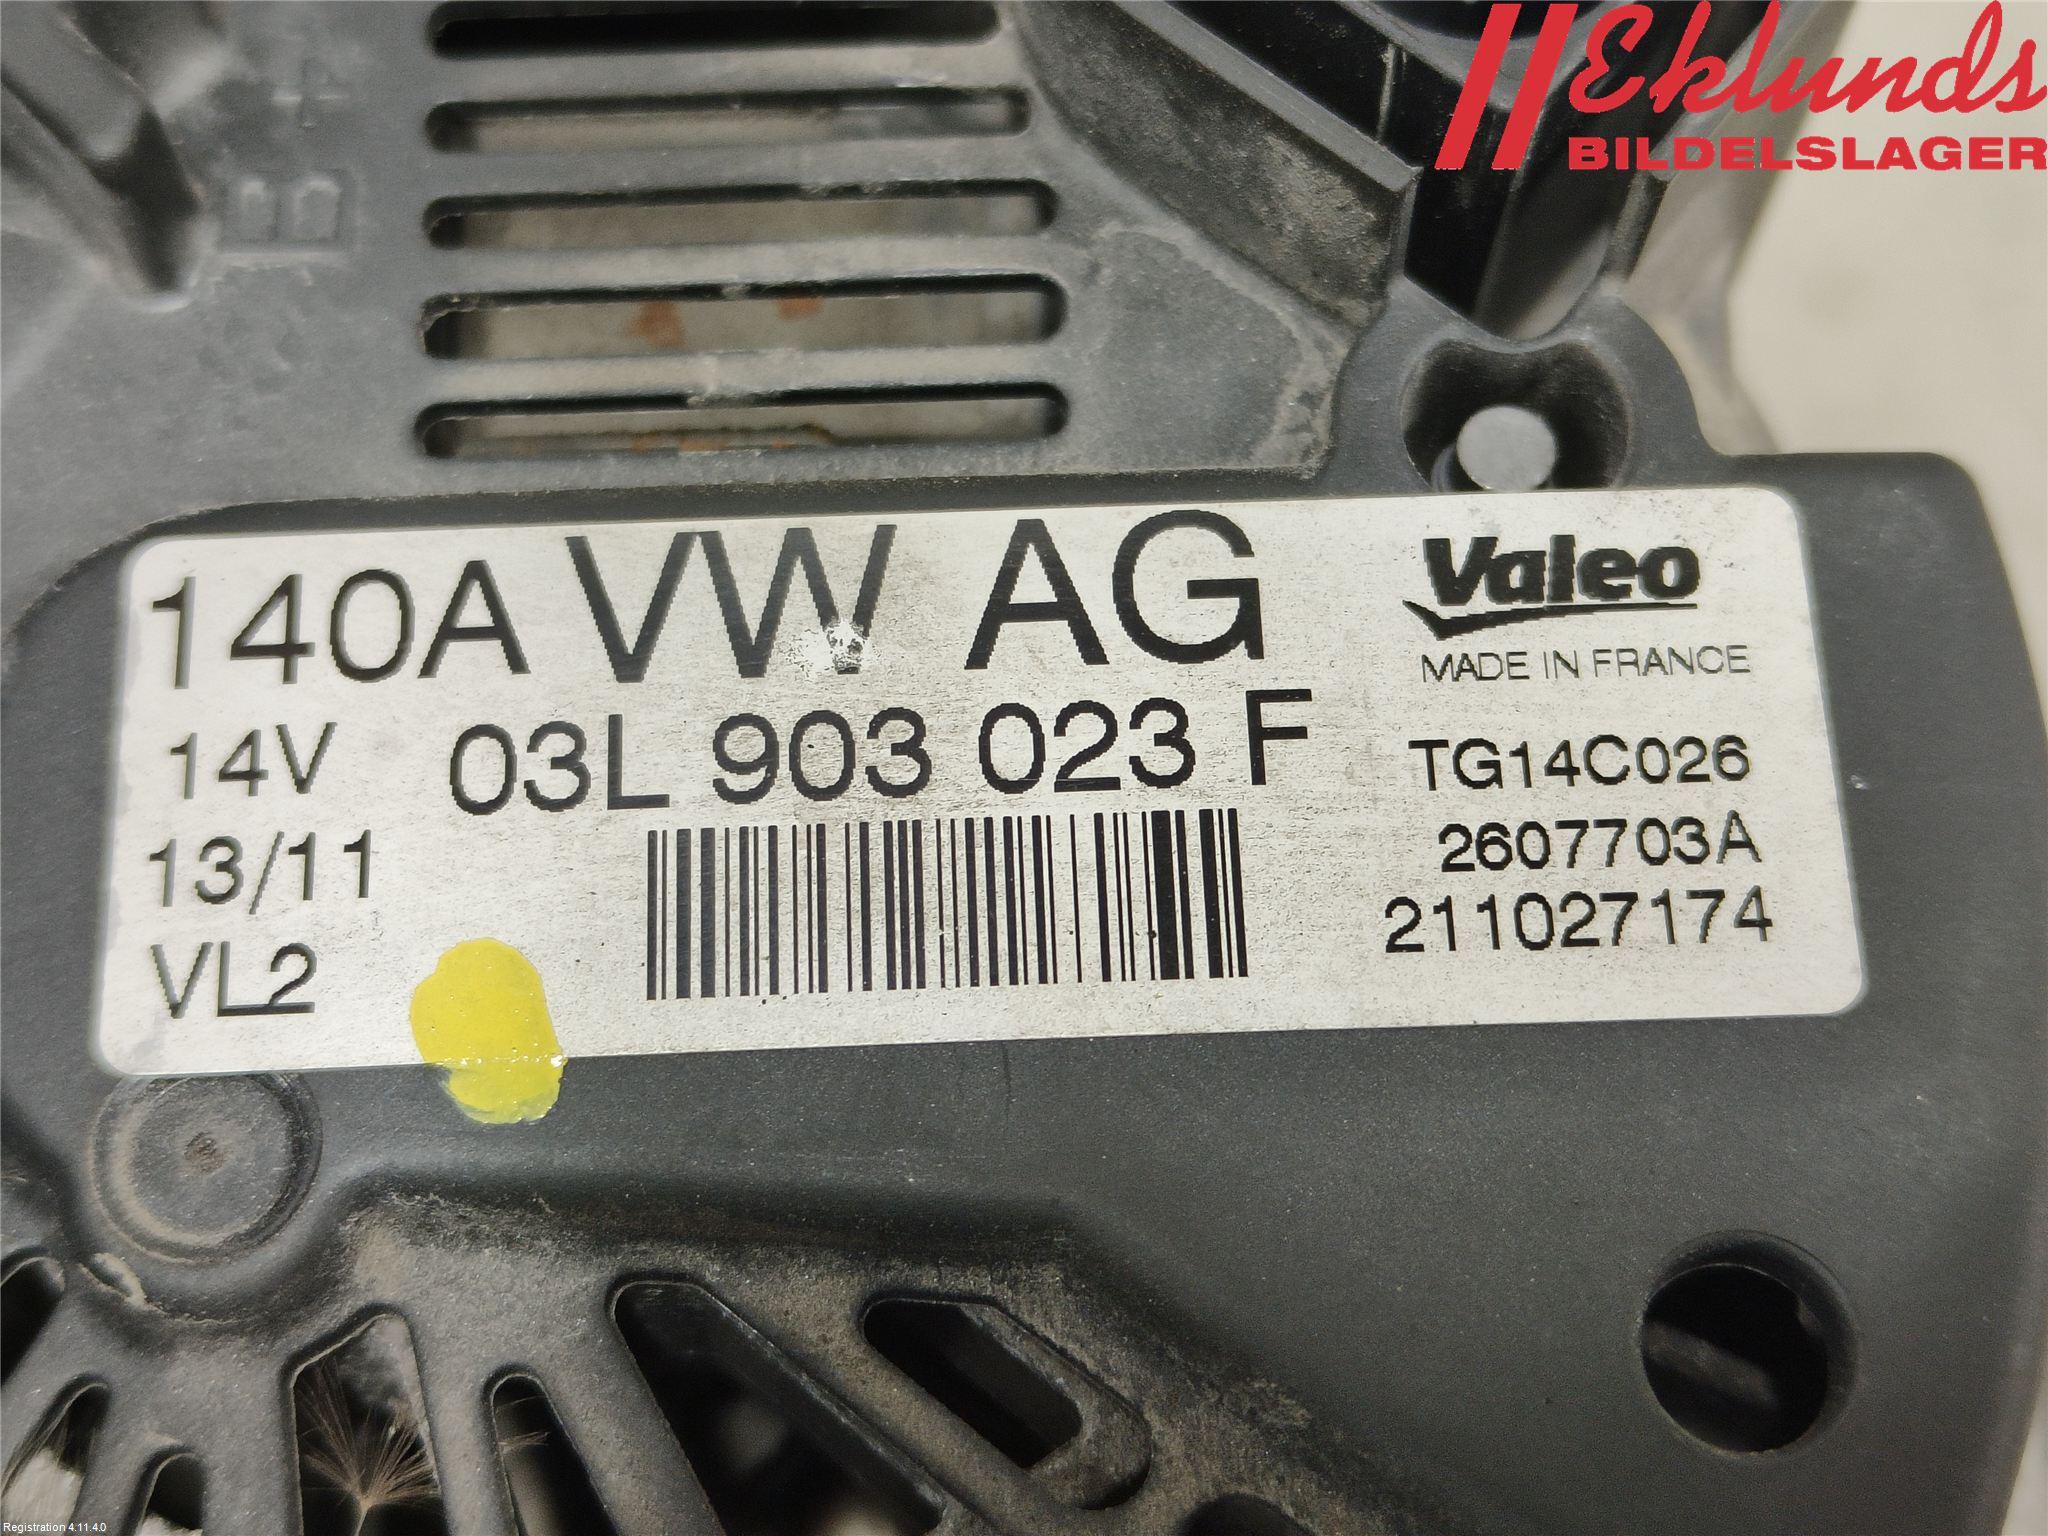 Eklunds
BILDELSLAGER
B+
140A VW AG
Valeo
MADE IN FRANCE
14V 03L 903 023 F
TG14C026
13/11
2607703A
VL2
211027174
Registration 4.11.4.0